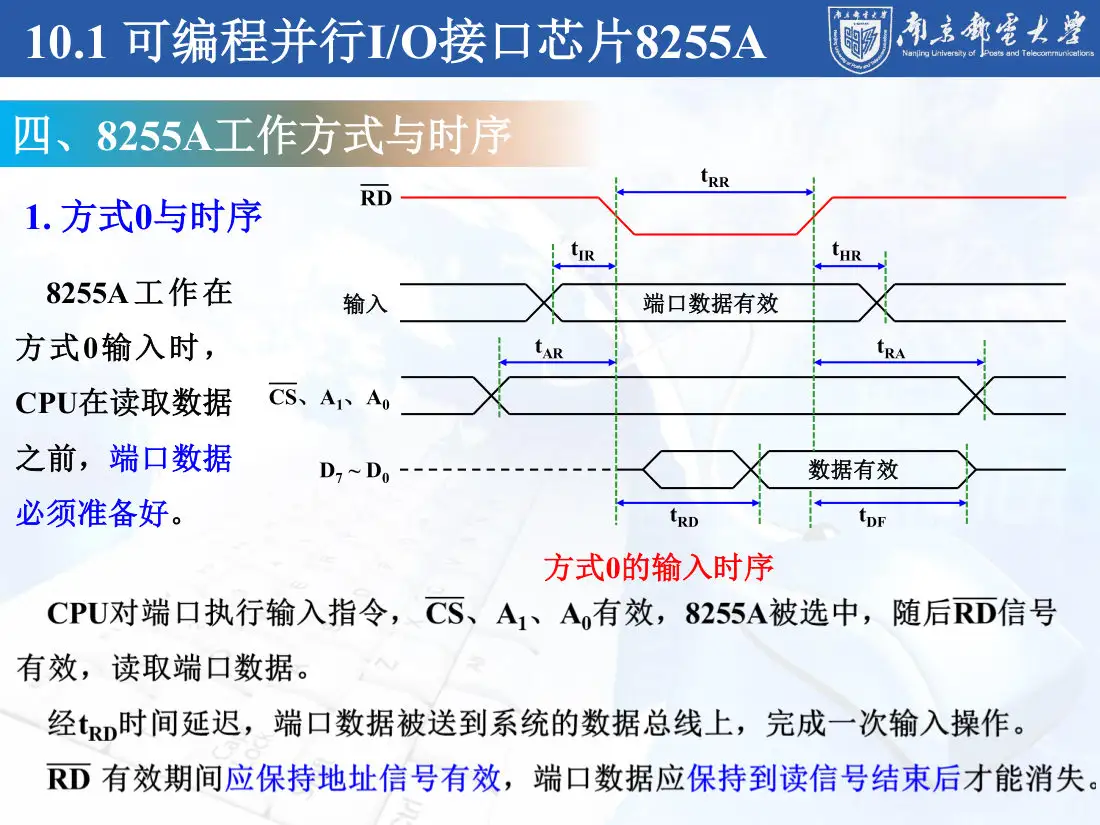 10.1 可编程并行I/O接口芯片8255A
南京邮电大学
Nanjing University of Posts and Telecommunications
四、8255A工作方式与时序
1. 方式0与时序
8255A工作在
方式0输入时，
CPU在读取数据
之前，端口数据
必须准备好。
RD
tRR
tIR
tHR
输入
端口数据有效
tAR
tRA
CS、A1、A0
D7 ~ D0
数据有效
tRD
tDF
方式0的输入时序
CPU对端口执行输入指令，CS、A1、A0有效，8255A被选中，随后RD信号
有效，读取端口数据。
经tRD时间延迟，端口数据被送到系统的数据总线上，完成一次输入操作。
RD 有效期间应保持地址信号有效，端口数据应保持到读信号结束后才能消失。